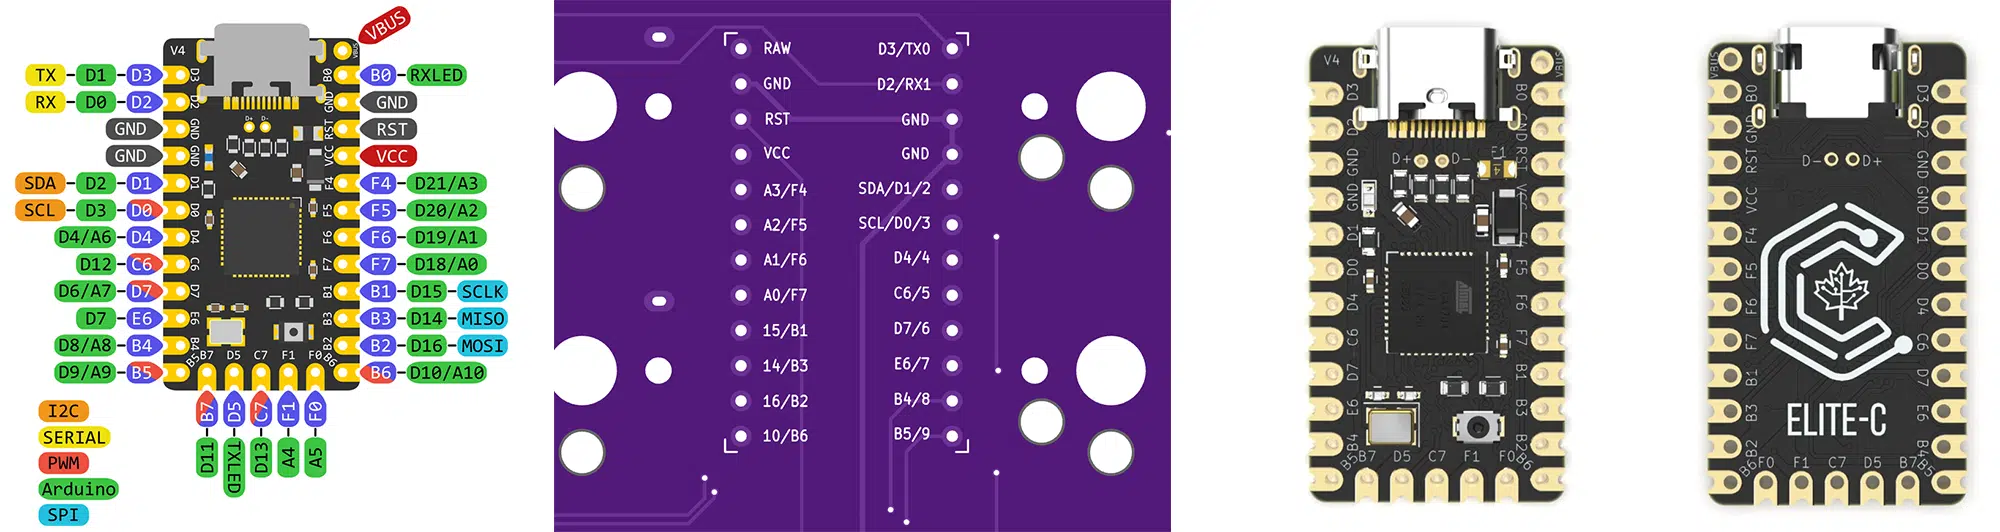 VBUS
V4
VBUS
TX D1 D3 D3 B0 B0 RXLED
RX D0 D2 D2 GND GND
D+ D-
GND GND RST RST
GND GND VCC VCC
SDA D2 D1 D1 F4 F4 D21/A3
SCL D3 D0 D0 F5 F5 D20/A2
D4/A6 D4 D4 F6 F6 D19/A1
D12 C6 C6 F7 F7 D18/A0
D6/A7 D7 D7 B1 B1 D15 SCLK
D7 E6 E6 B3 B3 D14 MISO
D8/A8 B4 B4 B2 B2 D16 MOSI
B5 B7 D5 C7 F1 F0 B6
D9/A9 B5 B6 D10/A10
B7 D5 C7 F1 F0
D11 TXLED D13 A4 A5
I2C
SERIAL
PWM
Arduino
SPI
RAW D3/TX0
GND D2/RX1
RST GND
VCC GND
A3/F4 SDA/D1/2
A2/F5 SCL/D0/3
A1/F6 D4/4
A0/F7 C6/5
15/B1 D7/6
14/B3 E6/7
16/B2 B4/8
10/B6 B5/9
V4 VBUS
D3 B0
D2 GND
GND D+ D- F1 RST
GND VCC
D1
D0 F5
D4 F6
C6 F7
D7 B1
E6 B3
B4 B2
B5 B7 D5 C7 F1 F0 B6
VBUS
B0 D3
GND D2
RST D- D+ GND
VCC GND
F4 D1
F5 D0
F6 D4
F7 C6
B1 D7
B3 ELITE-C E6
B2 B4
B6 F0 F1 C7 D5 B7 B5